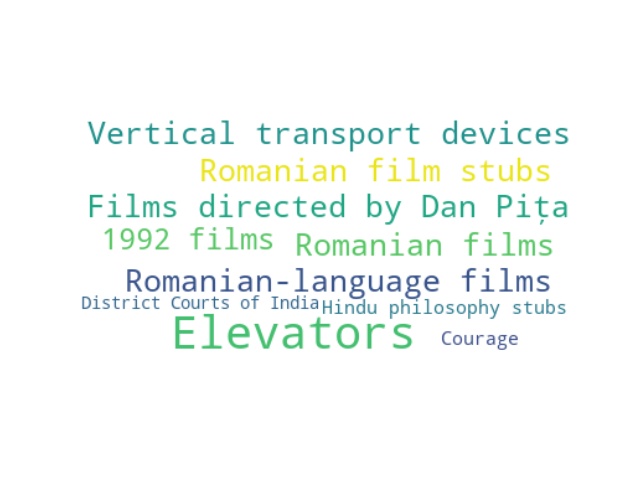 Vertical transport devices
Romanian film stubs
Films directed by Dan Pița
1992 films
Romanian films
Romanian-language films
District Courts of India
Hindu philosophy stubs
Elevators
Courage